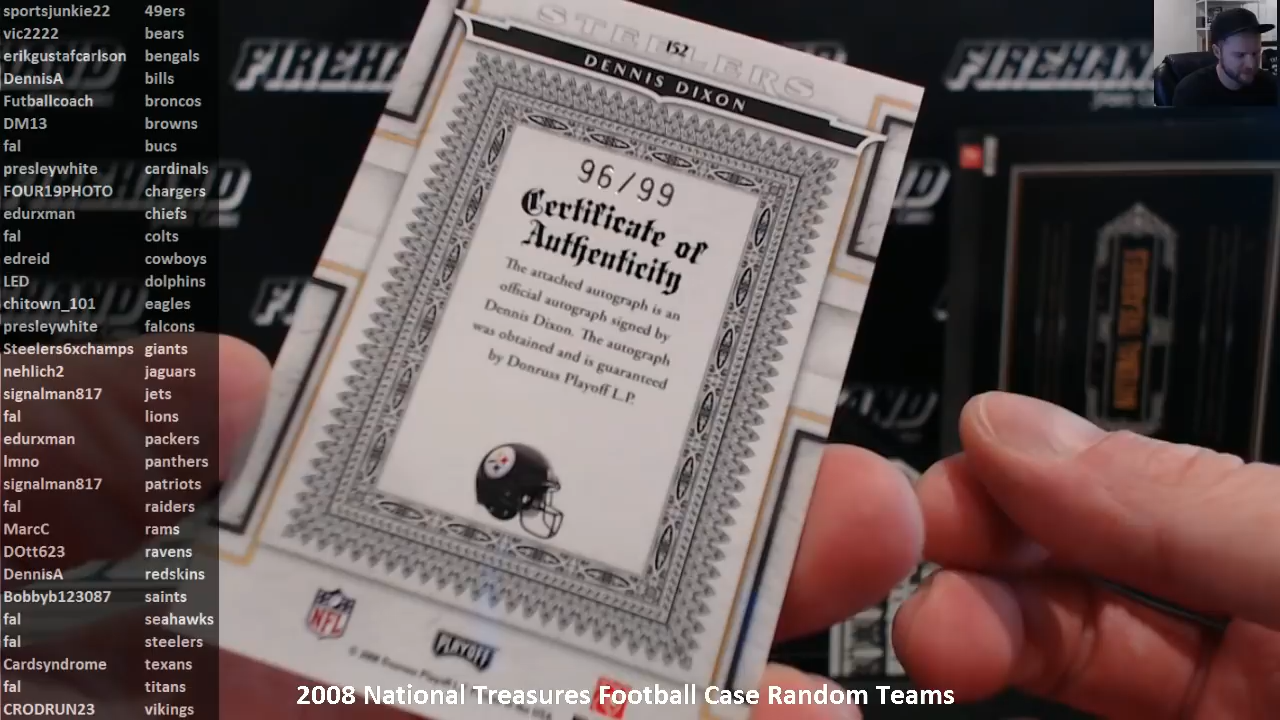 sportsjunkie22 49ers
vic2222 bears
erikgustafcarlson bengals
DennisA bills
Futballcoach broncos
DM13 browns
fal bucs
presleywhite cardinals
FOUR19PHOTO chargers
edurxman chiefs
fal colts
edreid cowboys
LED dolphins
chitown_101 eagles
presleywhite falcons
Steelers6xchamps giants
nehlich2 jaguars
signalman817 jets
fal lions
edurxman packers
lmno panthers
signalman817 patriots
fal raiders
MarcC rams
DOtt623 ravens
DennisA redskins
Bobbyb123087 saints
fal seahawks
fal steelers
Cardsyndrome texans
fal titans
CRODRUN23 vikings
STEELERS
152
DENNIS DIXON
96/99
Certificate of
Authenticity
The attached autograph is an
official autograph signed by
Dennis Dixon. The autograph
was obtained and is guaranteed
by Donruss Playoff L.P.
NFL
PLAYOFF
2008 National Treasures Football Case Random Teams